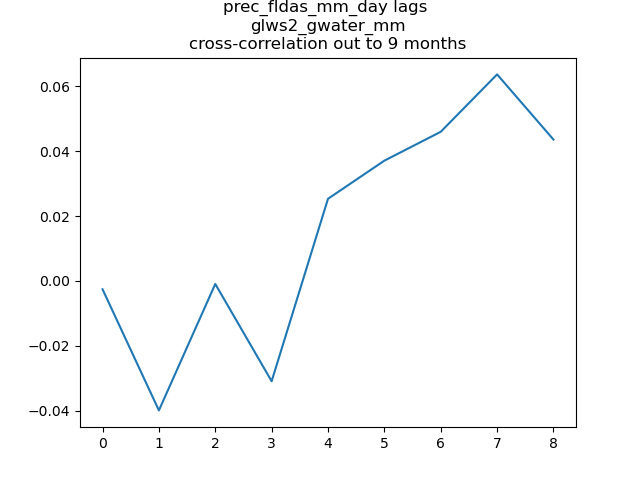 prec_fldas_mm_day lags
glws2_gwater_mm
cross-correlation out to 9 months
0.06
0.04
0.02
0.00
−0.02
−0.04
0 1 2 3 4 5 6 7 8